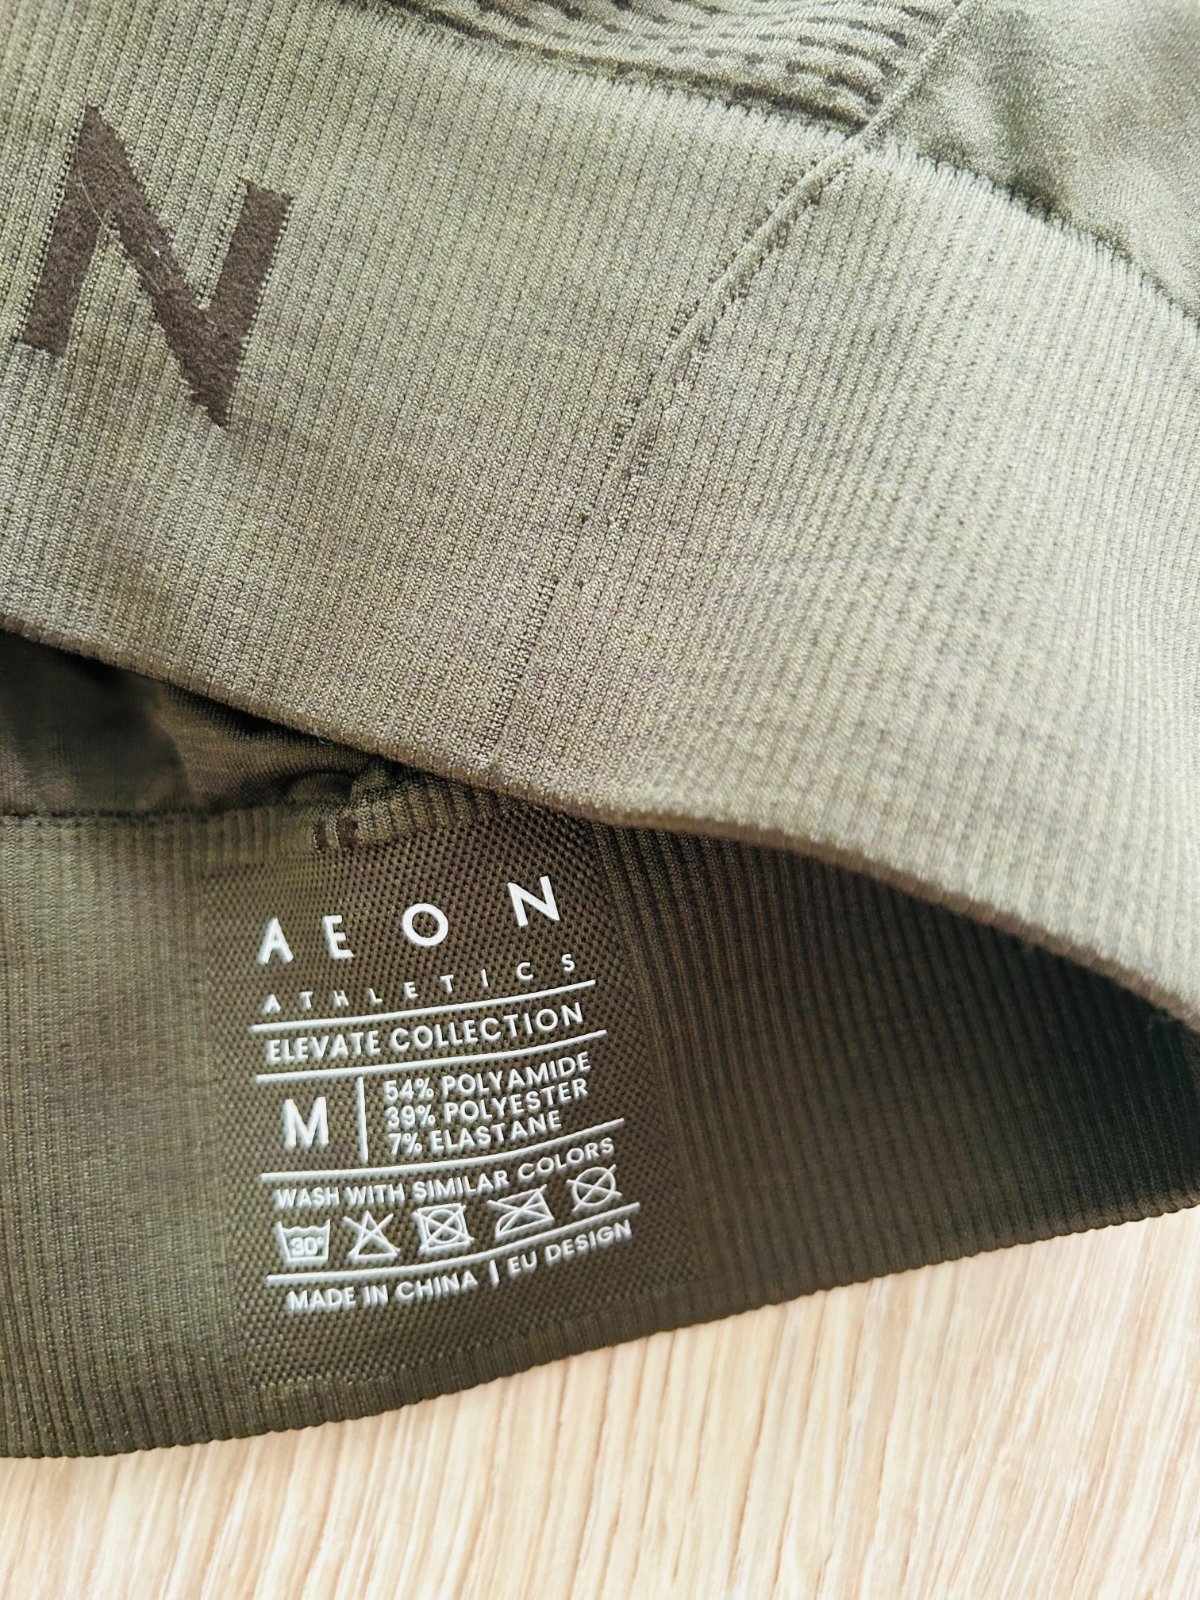 N
AEON
ATHLETICS
ELEVATE COLLECTION
M
54% POLYAMIDE
39% POLYESTER
7% ELASTANE
WASH WITH SIMILAR COLORS
30°
MADE IN CHINA | EU DESIGN